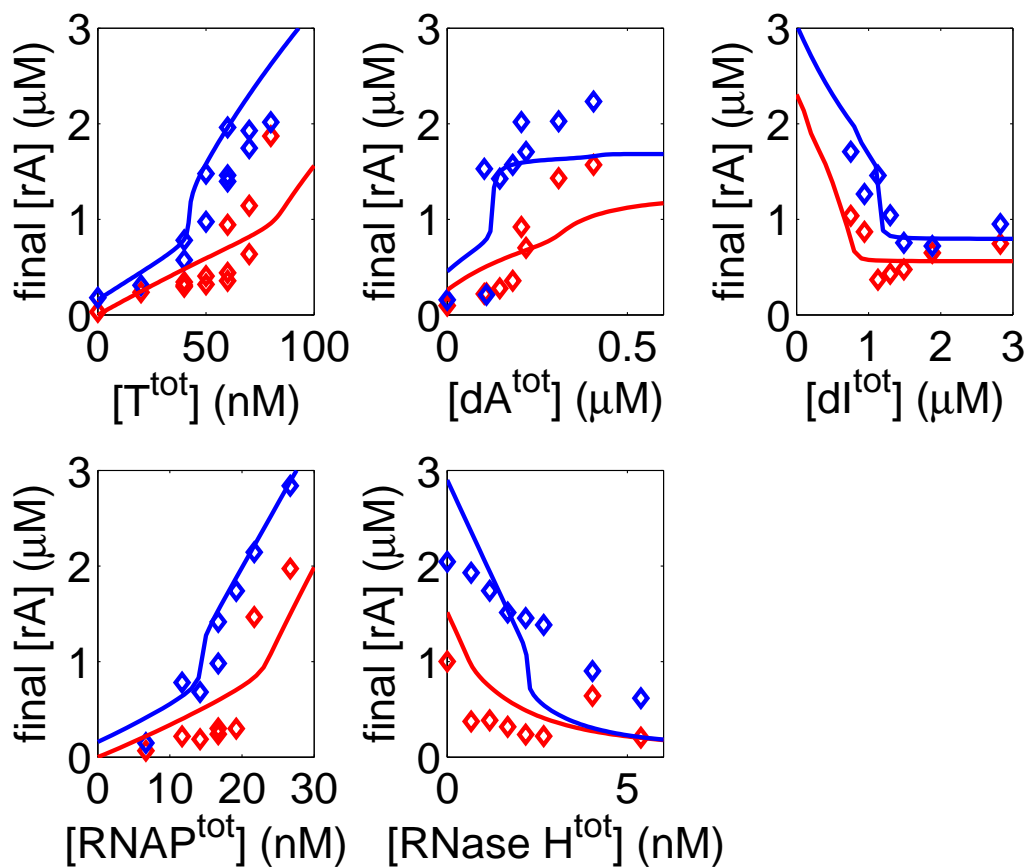 3
2
1
0
final [rA] (μM)
0 50 100
[T^tot] (nM)
3
2
1
0
final [rA] (μM)
0 0.5
[dA^tot] (μM)
3
2
1
0
final [rA] (μM)
0 1 2 3
[dI^tot] (μM)
3
2
1
0
final [rA] (μM)
0 10 20 30
[RNAP^tot] (nM)
3
2
1
0
final [rA] (μM)
0 5
[RNase H^tot] (nM)